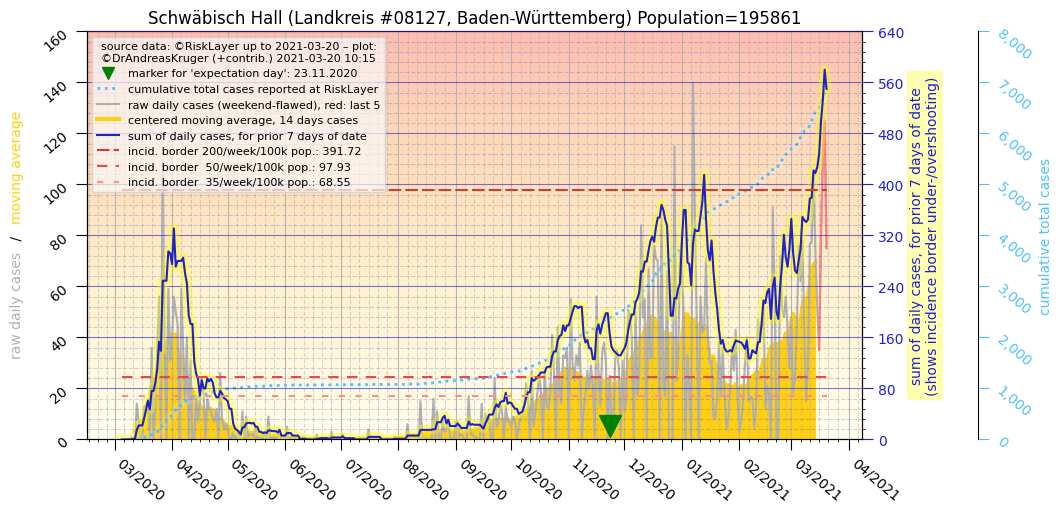 Schwäbisch Hall (Landkreis #08127, Baden-Württemberg) Population=195861
source data: ©RiskLayer up to 2021-03-20 – plot:
©DrAndreasKruger (+contrib.) 2021-03-20 10:15
marker for 'expectation day': 23.11.2020
cumulative total cases reported at RiskLayer
raw daily cases (weekend-flawed), red: last 5
centered moving average, 14 days cases
sum of daily cases, for prior 7 days of date
incid. border 200/week/100k pop.: 391.72
incid. border  50/week/100k pop.: 97.93
incid. border  35/week/100k pop.: 68.55
raw daily cases / moving average
160
140
120
100
80
60
40
20
0
03/2020
04/2020
05/2020
06/2020
07/2020
08/2020
09/2020
10/2020
11/2020
12/2020
01/2021
02/2021
03/2021
04/2021
640
560
480
400
320
240
160
80
0
sum of daily cases, for prior 7 days of date
(shows incidence border under-/overshooting)
8,000
7,000
6,000
5,000
4,000
3,000
2,000
1,000
0
cumulative total cases